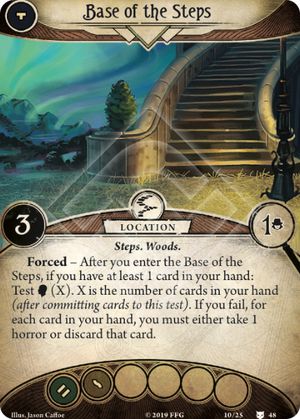 Base of the Steps
3
LOCATION
1
Steps. Woods.
Forced – After you enter the Base of the
Steps, if you have at least 1 card in your hand:
Test (X). X is the number of cards in your hand
(after committing cards to this test). If you fail, for
each card in your hand, you must either take 1
horror or discard that card.
Illus. Jason Caffoe
© 2019 FFG
10/25
48